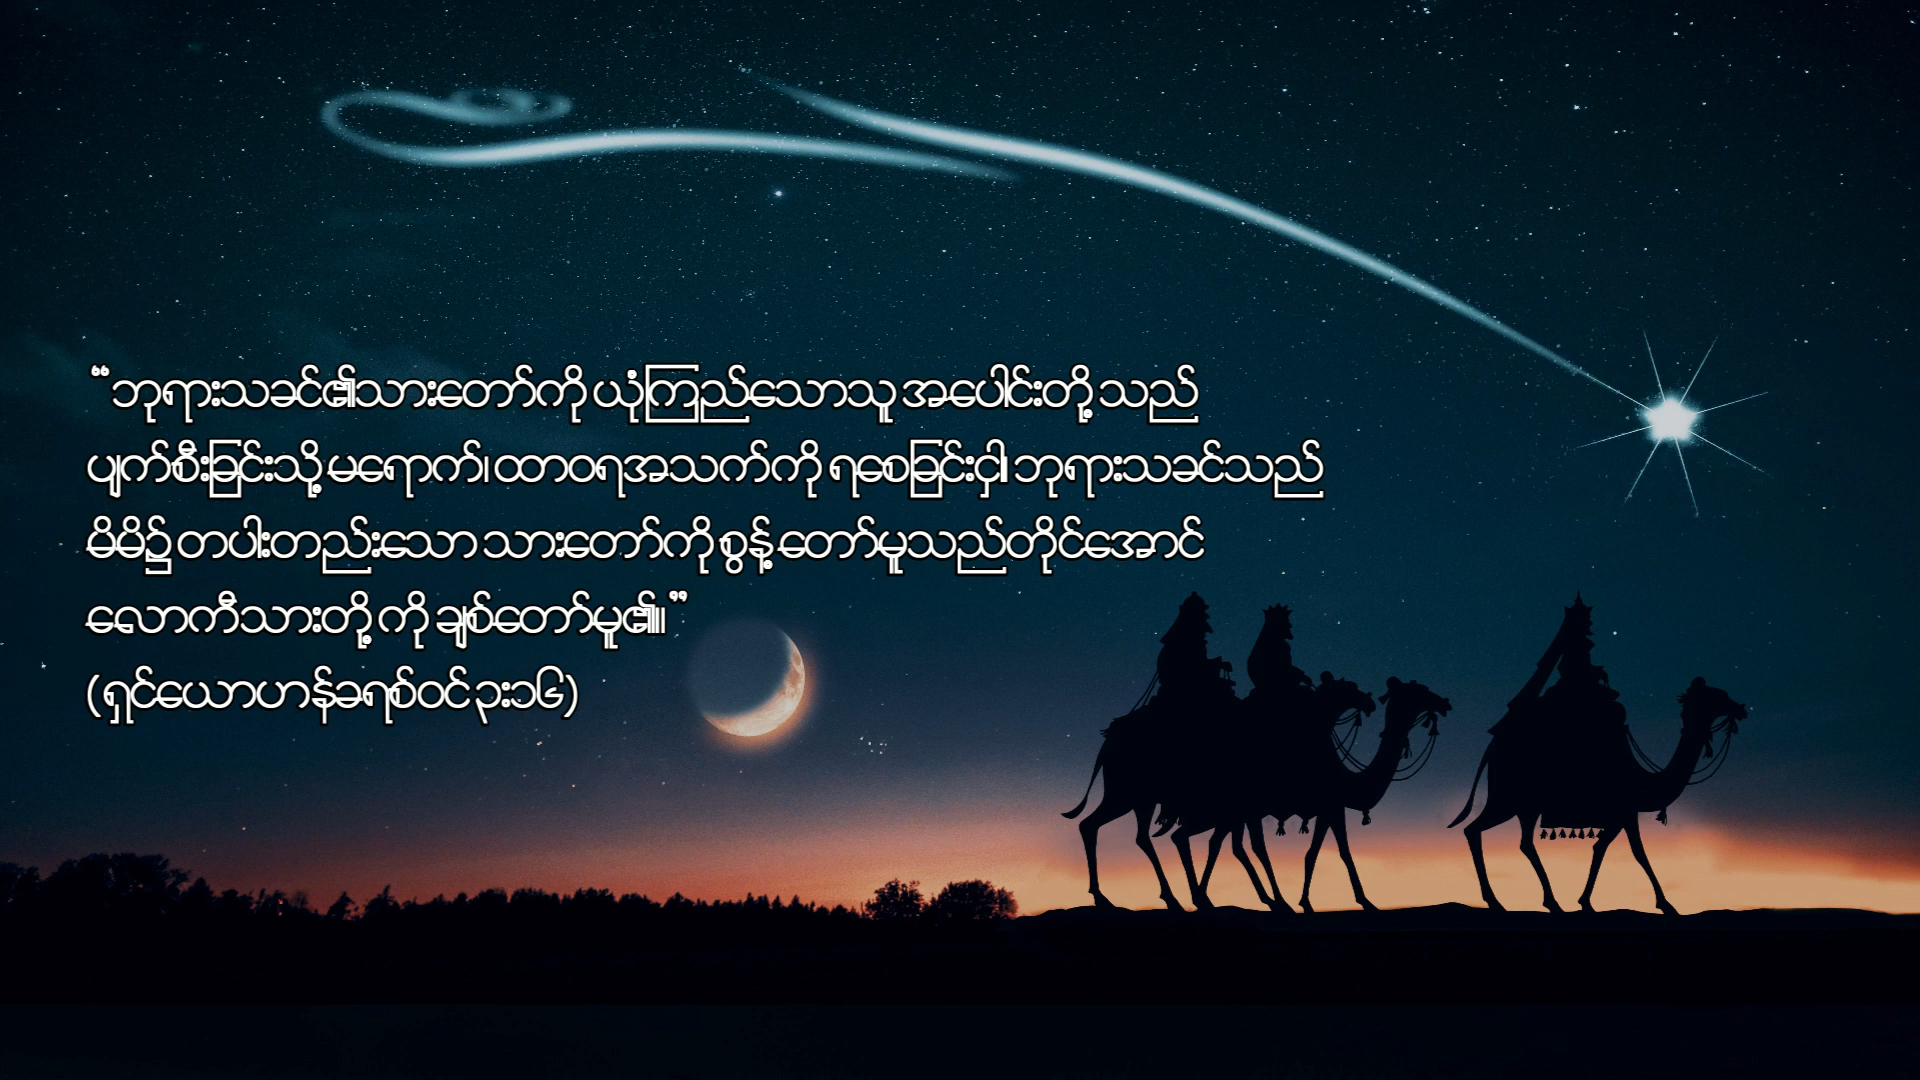 “ဘုရားသခင်၏သားတော်ကို ယုံကြည်သောသူ အပေါင်းတို့ သည်
ပျက်စီးခြင်းသို့ မရောက်၊ ထာဝရအသက်ကို ရစေခြင်းငှါ၊ ဘုရားသခင်သည်
မိမိ၌ တပါးတည်းသော သားတော်ကို စွန့် တော်မူသည်တိုင်အောင်
လောကီသားတို့ ကို ချစ်တော်မူ၏။”
(ရှင်ယောဟန်ခရစ်ဝင် ၃း၁၆)